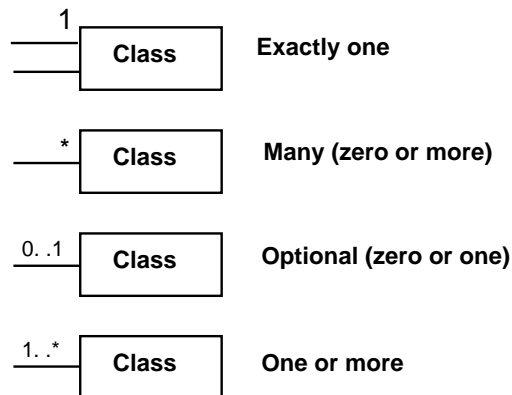 1
Class Exactly one
*
Class Many (zero or more)
0. .1
Class Optional (zero or one)
1. .*
Class One or more